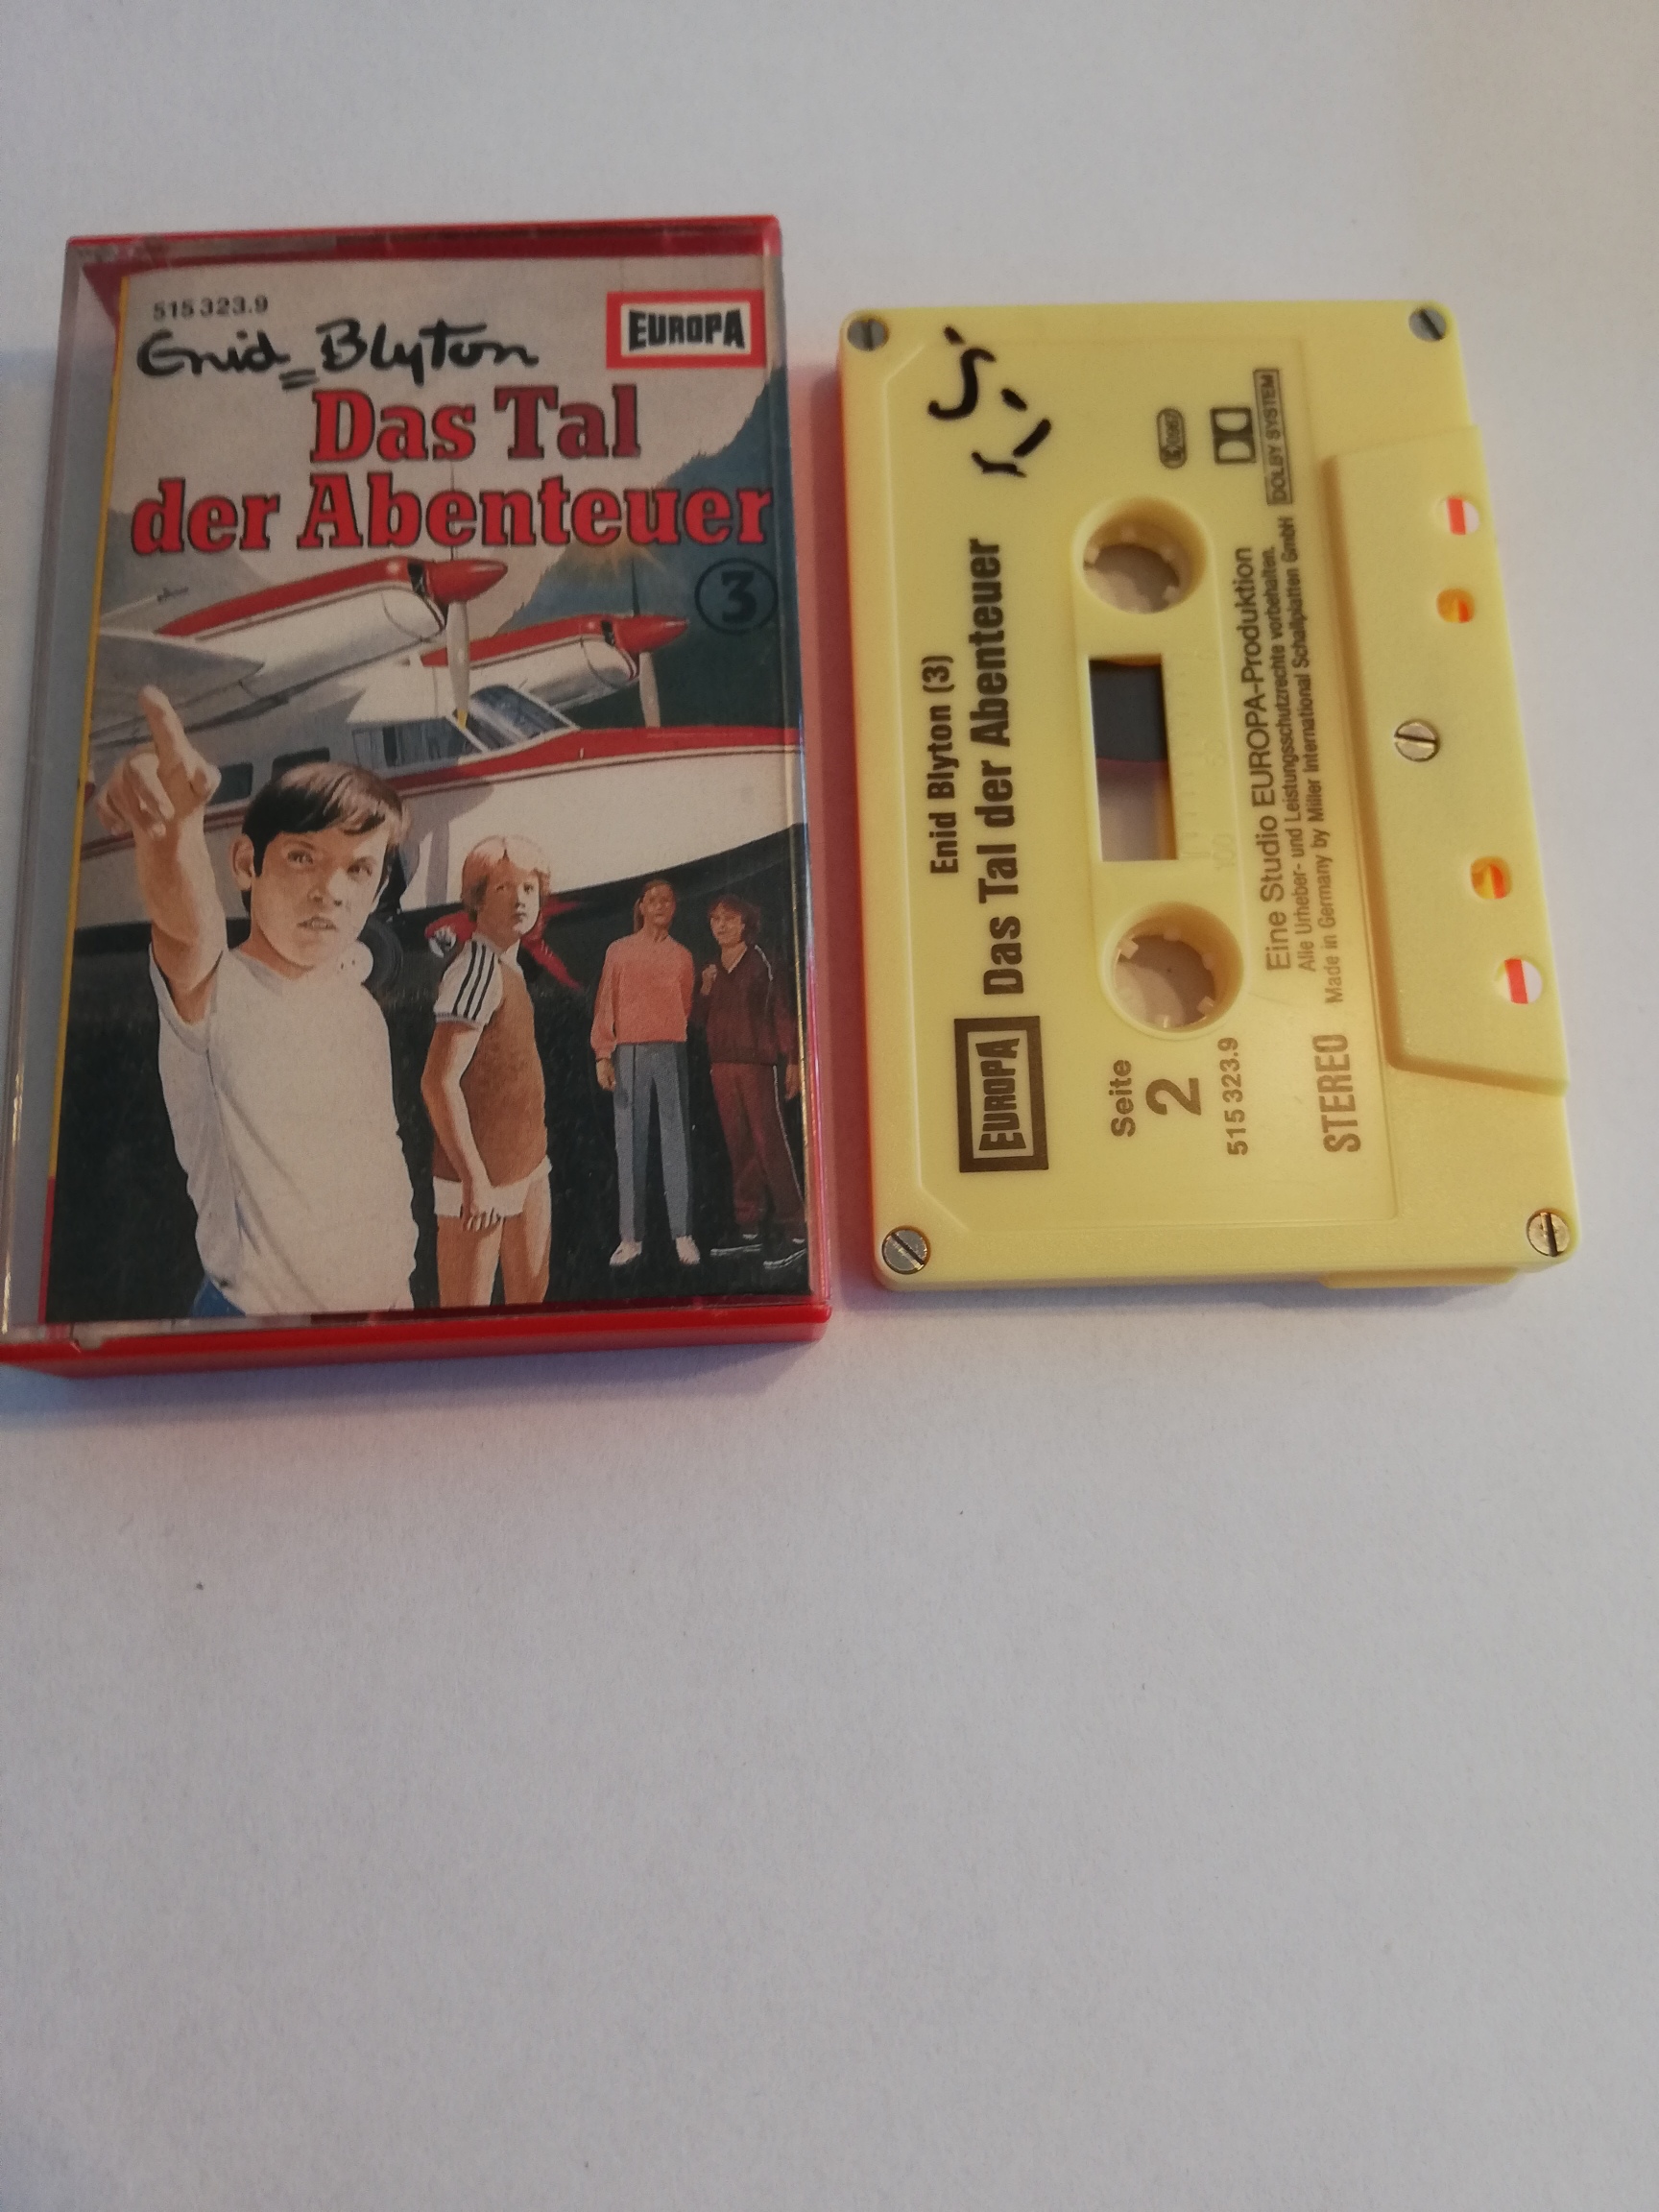 515 323.9
Enid Blyton
EUROPA
Das Tal
der Abenteuer
3
Enid Blyton (3)
EUROPA Das Tal der Abenteuer
Seite
2
515 323.9
Eine Studio EUROPA-Produktion
Alle Urheber- und Leistungsschutzrechte vorbehalten.
STEREO Made in Germany by Miller International Schallplatten GmbH
DOLBY SYSTEM